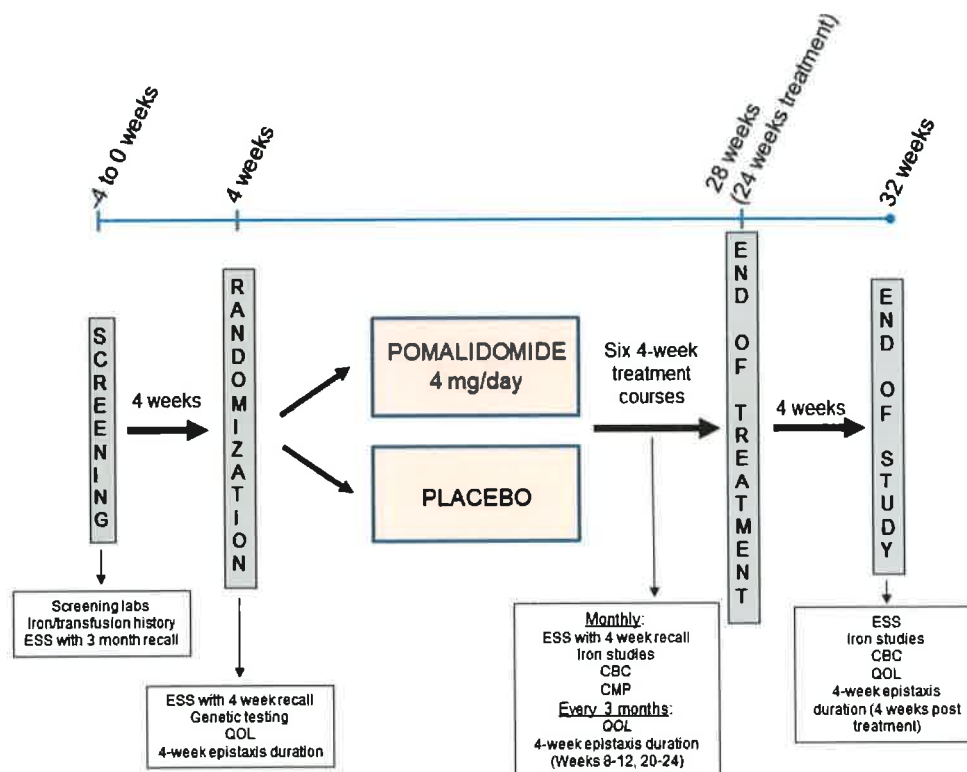 -4 to 0 weeks
4 weeks
28 weeks
(24 weeks treatment)
32 weeks
SCREENING
4 weeks
RANDOMIZATION
POMALIDOMIDE
4 mg/day
PLACEBO
Six 4-week
treatment
courses
END OF TREATMENT
4 weeks
END OF STUDY
Screening labs
Iron/transfusion history
ESS with 3 month recall
ESS with 4 week recall
Genetic testing
QOL
4-week epistaxis duration
Monthly:
ESS with 4 week recall
Iron studies
CBC
CMP
Every 3 months:
QOL
4-week epistaxis duration
(Weeks 8-12, 20-24)
ESS
Iron studies
CBC
QOL
4-week epistaxis
duration (4 weeks post
treatment)